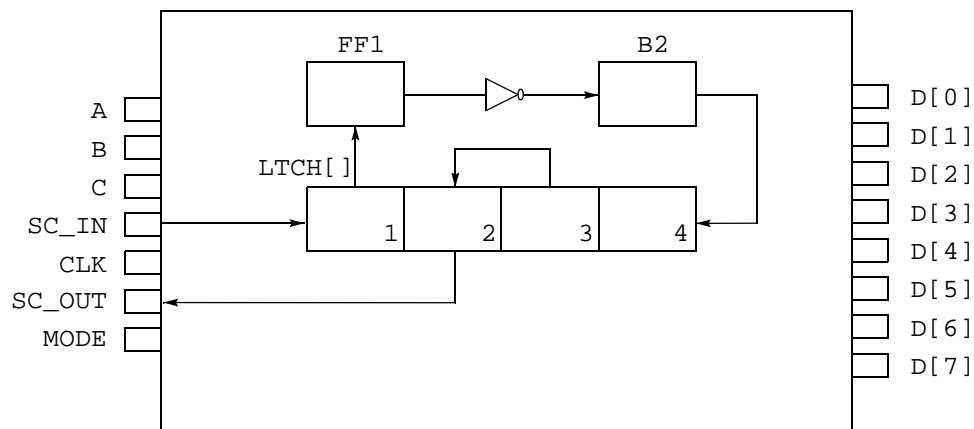 FF1
B2
A
B
C
SC_IN
CLK
SC_OUT
MODE
LTCH[]
1
2
3
4
D[0]
D[1]
D[2]
D[3]
D[4]
D[5]
D[6]
D[7]